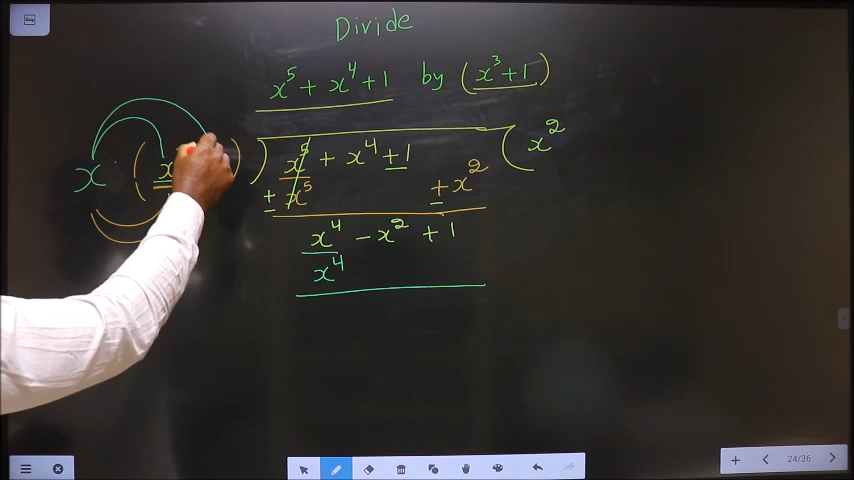 Divide
x⁵ + x⁴ + 1 by (x³ + 1)
x (x ) ) x⁵ + x⁴ + 1 ( x²
+ x⁵ + x²
x⁴ - x² + 1
x⁴
24/36